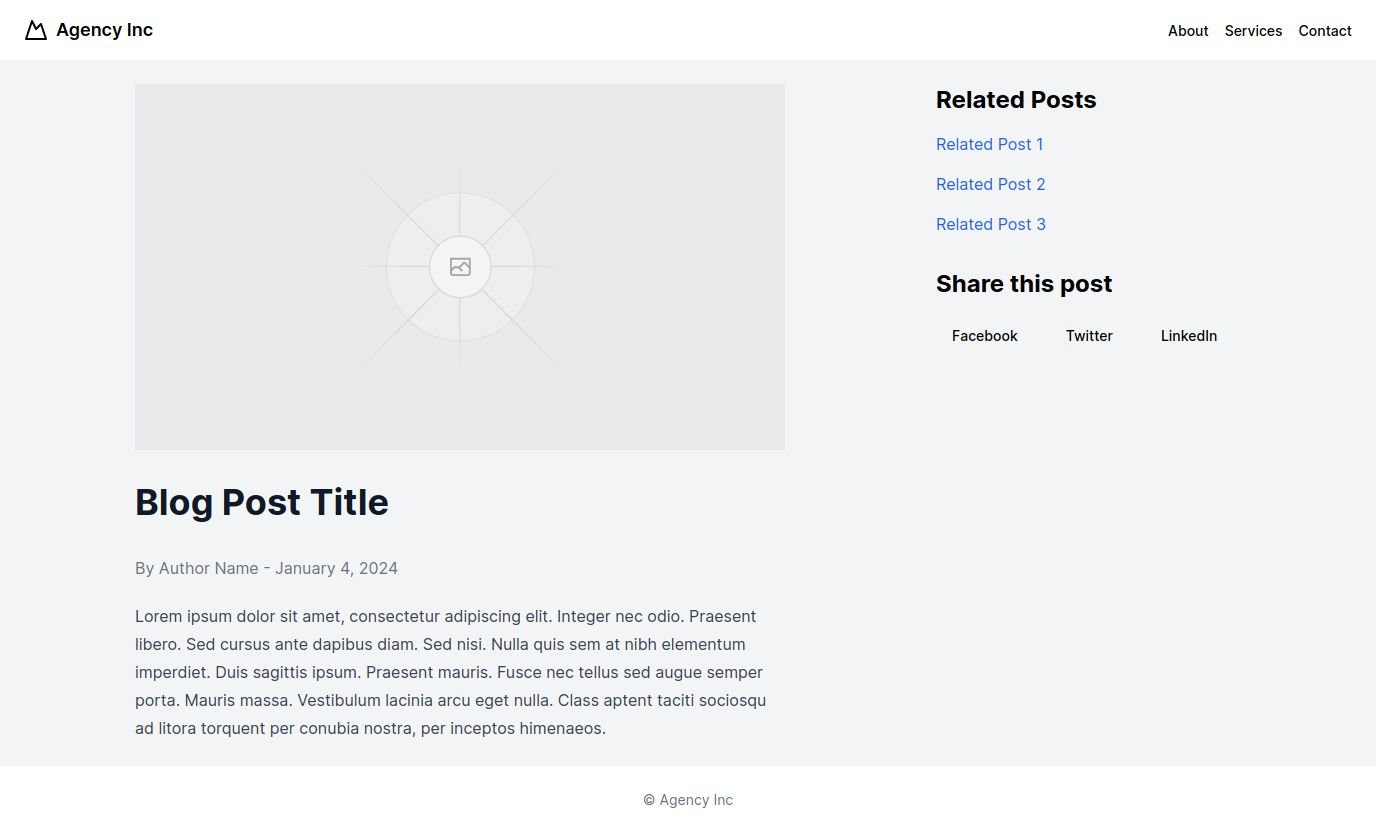 Agency Inc
About Services Contact
Blog Post Title
By Author Name - January 4, 2024
Lorem ipsum dolor sit amet, consectetur adipiscing elit. Integer nec odio. Praesent
libero. Sed cursus ante dapibus diam. Sed nisi. Nulla quis sem at nibh elementum
imperdiet. Duis sagittis ipsum. Praesent mauris. Fusce nec tellus sed augue semper
porta. Mauris massa. Vestibulum lacinia arcu eget nulla. Class aptent taciti sociosqu
ad litora torquent per conubia nostra, per inceptos himenaeos.
Related Posts
Related Post 1
Related Post 2
Related Post 3
Share this post
Facebook Twitter LinkedIn
© Agency Inc